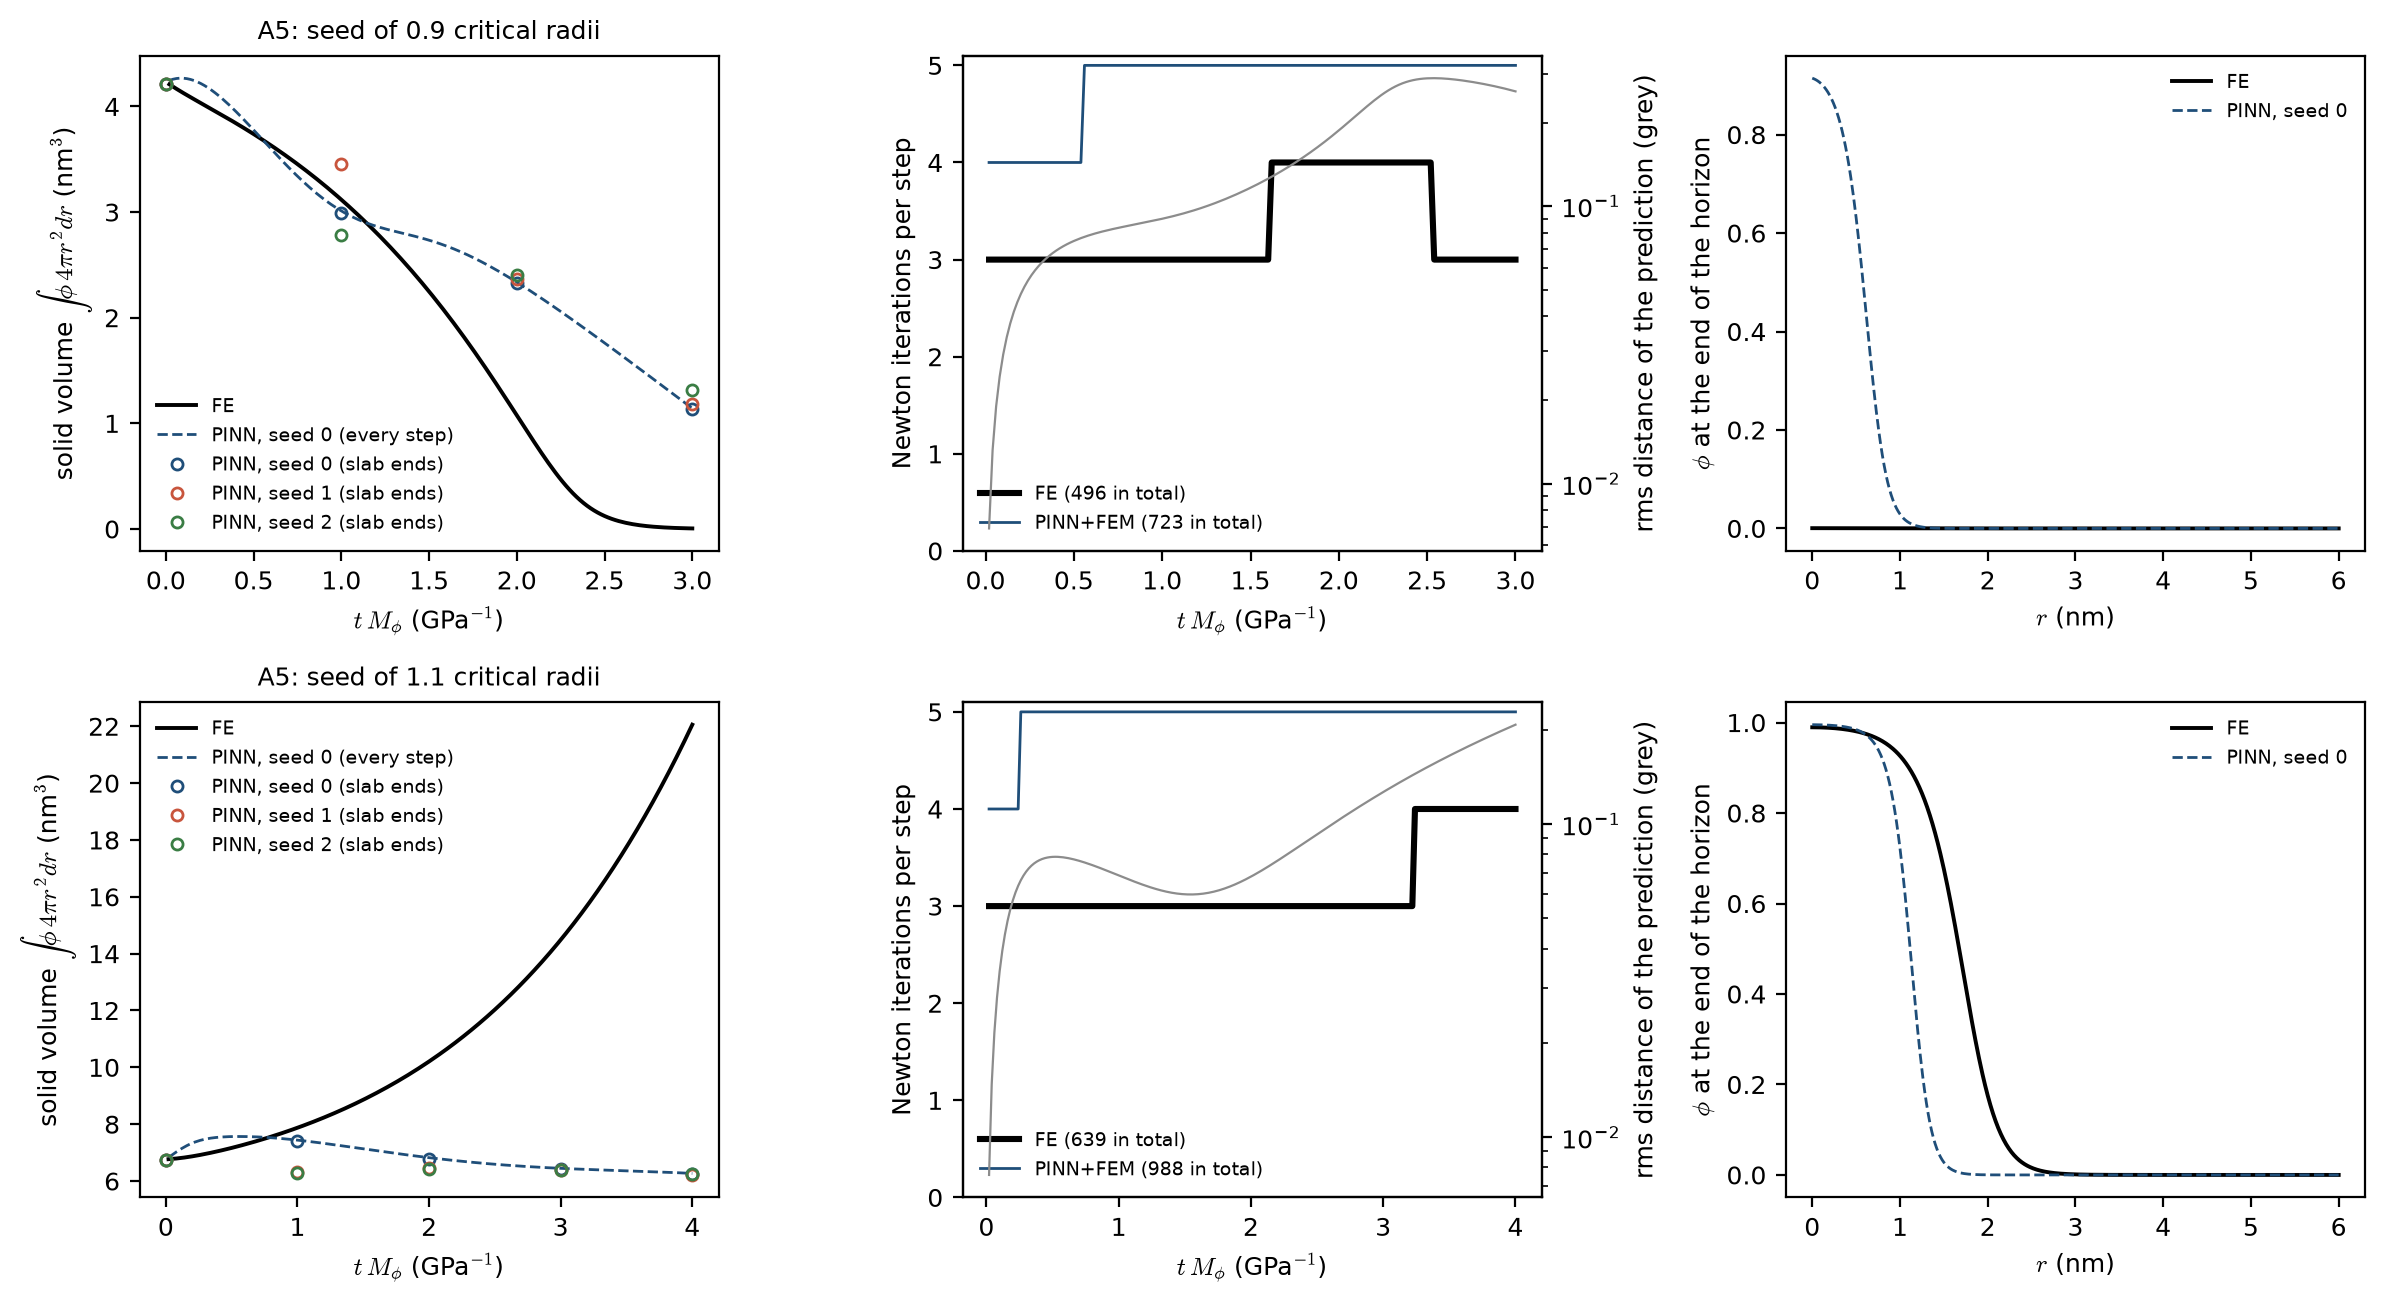 A5: seed of 0.9 critical radii
solid volume ∫ϕ 4πr²dr (nm³)
4
3
2
1
0
FE
PINN, seed 0 (every step)
PINN, seed 0 (slab ends)
PINN, seed 1 (slab ends)
PINN, seed 2 (slab ends)
0.0 0.5 1.0 1.5 2.0 2.5 3.0
t M_ϕ (GPa⁻¹)
Newton iterations per step
5
4
3
2
1
0
FE (496 in total)
PINN+FEM (723 in total)
0.0 0.5 1.0 1.5 2.0 2.5 3.0
t M_ϕ (GPa⁻¹)
10⁻¹
10⁻²
rms distance of the prediction (grey)
ϕ at the end of the horizon
0.8
0.6
0.4
0.2
0.0
FE
PINN, seed 0
0 1 2 3 4 5 6
r (nm)
A5: seed of 1.1 critical radii
solid volume ∫ϕ 4πr²dr (nm³)
22
20
18
16
14
12
10
8
6
FE
PINN, seed 0 (every step)
PINN, seed 0 (slab ends)
PINN, seed 1 (slab ends)
PINN, seed 2 (slab ends)
0 1 2 3 4
t M_ϕ (GPa⁻¹)
Newton iterations per step
5
4
3
2
1
0
FE (639 in total)
PINN+FEM (988 in total)
0 1 2 3 4
t M_ϕ (GPa⁻¹)
10⁻¹
10⁻²
rms distance of the prediction (grey)
ϕ at the end of the horizon
1.0
0.8
0.6
0.4
0.2
0.0
FE
PINN, seed 0
0 1 2 3 4 5 6
r (nm)